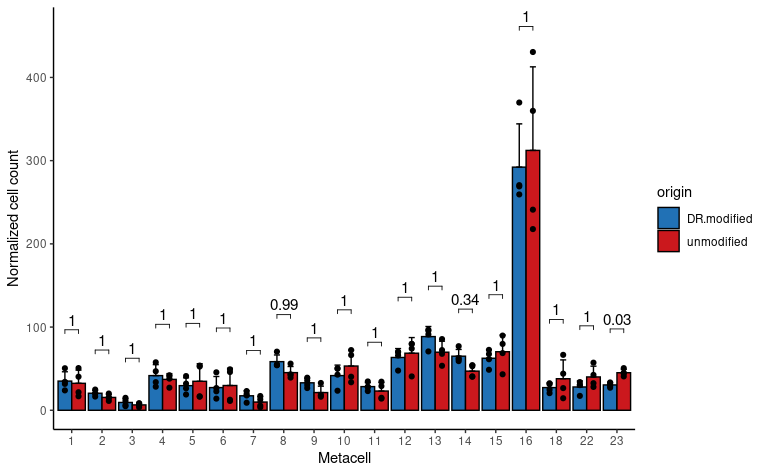 1
400
300
200
100
0
Normalized cell count
1 1 1 1 1 1 1 0.99 1 1 1 1 1 0.34 1 1 1 0.03
1 2 3 4 5 6 7 8 9 10 11 12 13 14 15 16 18 22 23
Metacell
origin
DR.modified
unmodified